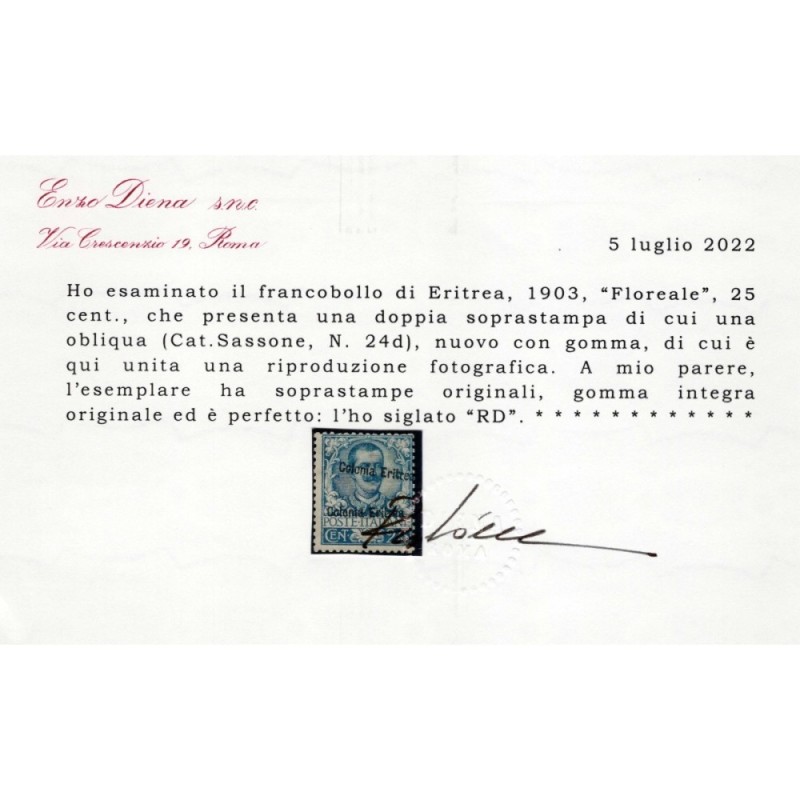 Enzo Diena s.n.c.
Via Crescenzio 19, Roma
5 luglio 2022
Ho esaminato il francobollo di Eritrea, 1903, “Floreale”, 25
cent., che presenta una doppia soprastampa di cui una
obliqua (Cat.Sassone, N. 24d), nuovo con gomma, di cui è
qui unita una riproduzione fotografica. A mio parere,
l’esemplare ha soprastampe originali, gomma integra
originale ed è perfetto: l’ho siglato “RD”. * * * * * * * * * * * *
Colonia Eritrea
Colonia Eritrea
POSTE
CEN 25